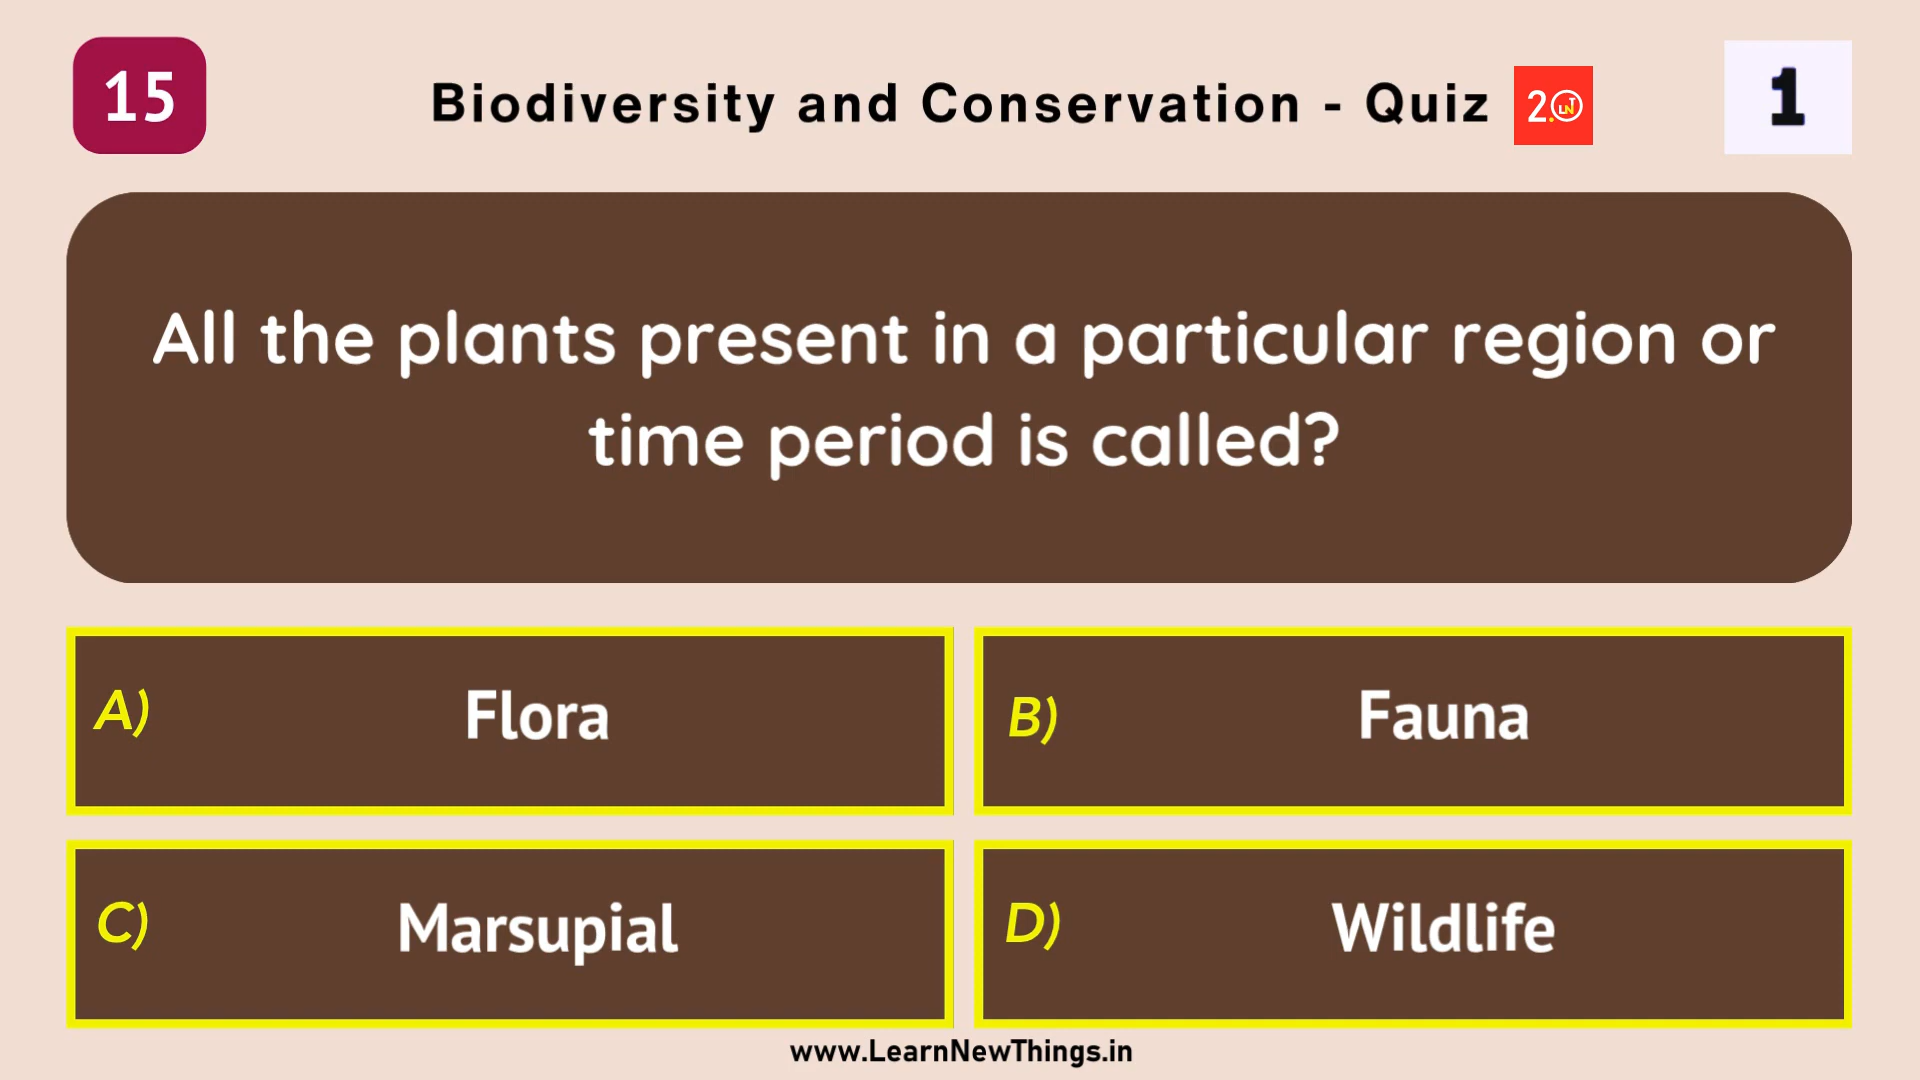 15
Biodiversity and Conservation - Quiz
2.0
LNT
1
All the plants present in a particular region or
time period is called?
A) Flora
B) Fauna
C) Marsupial
D) Wildlife
www.LearnNewThings.in